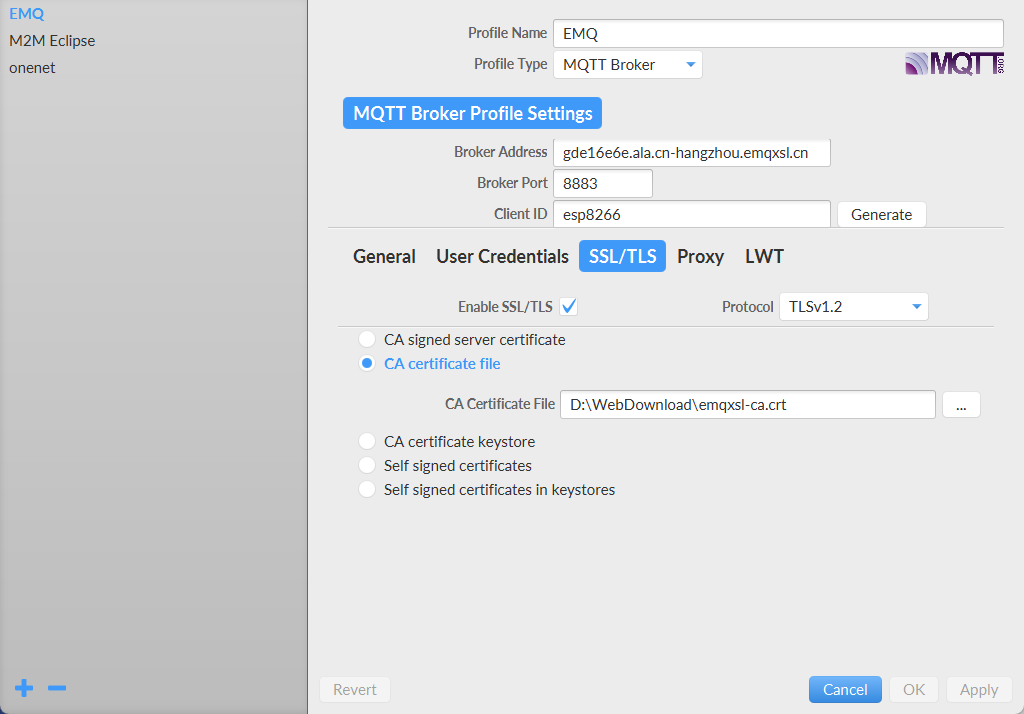 EMQ
M2M Eclipse
onenet
Profile Name EMQ
Profile Type MQTT Broker
MQTT.ORG
MQTT Broker Profile Settings
Broker Address gde16e6e.ala.cn-hangzhou.emqxsl.cn
Broker Port 8883
Client ID esp8266 Generate
General User Credentials SSL/TLS Proxy LWT
Enable SSL/TLS Protocol TLSv1.2
CA signed server certificate
CA certificate file
CA Certificate File D:\WebDownload\emqxsl-ca.crt ...
CA certificate keystore
Self signed certificates
Self signed certificates in keystores
Revert Cancel OK Apply